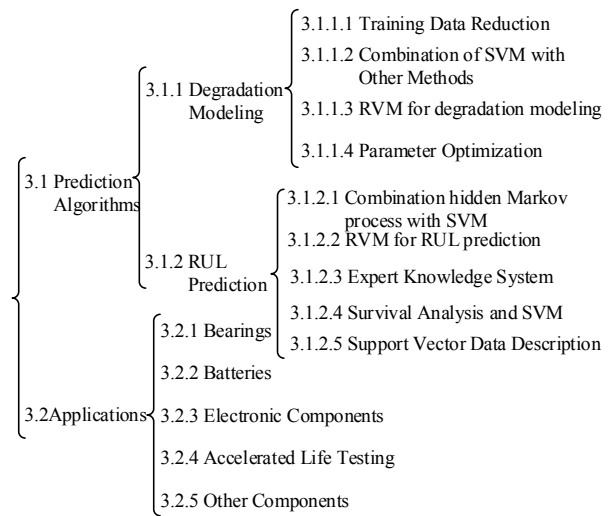 3.1 Prediction
Algorithms
3.1.1 Degradation
Modeling
3.1.1.1 Training Data Reduction
3.1.1.2 Combination of SVM with
Other Methods
3.1.1.3 RVM for degradation modeling
3.1.1.4 Parameter Optimization
3.1.2 RUL
Prediction
3.1.2.1 Combination hidden Markov
process with SVM
3.1.2.2 RVM for RUL prediction
3.1.2.3 Expert Knowledge System
3.1.2.4 Survival Analysis and SVM
3.1.2.5 Support Vector Data Description
3.2Applications
3.2.1 Bearings
3.2.2 Batteries
3.2.3 Electronic Components
3.2.4 Accelerated Life Testing
3.2.5 Other Components